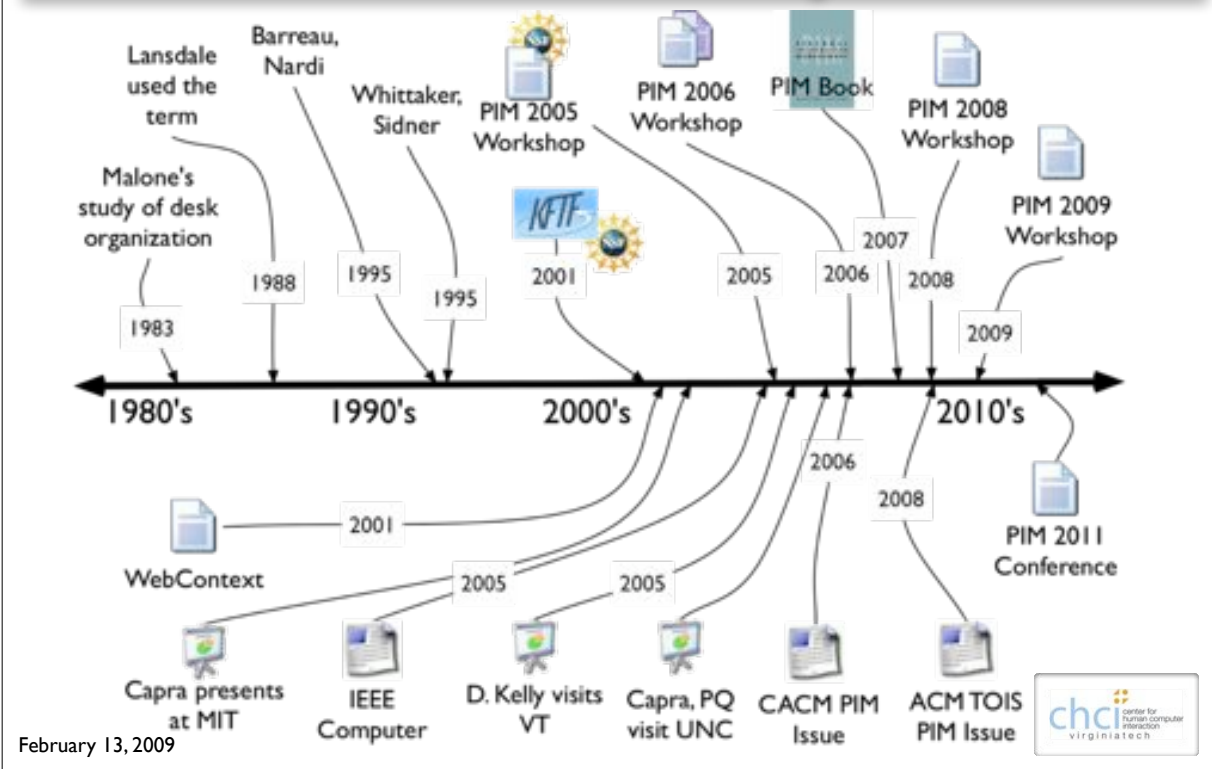 Lansdale
used the
term
Barreau,
Nardi
Whittaker,
Sidner
PIM 2005
Workshop
PIM 2006
Workshop
PIM Book
PIM 2008
Workshop
Malone's
study of desk
organization
KFTF
PIM 2009
Workshop
1983
1988
1995
1995
2001
2005
2006
2007
2008
2009
1980's
1990's
2000's
2010's
2001
2005
2005
2006
2008
WebContext
PIM 2011
Conference
Capra presents
at MIT
IEEE
Computer
D. Kelly visits
VT
Capra, PQ
visit UNC
CACM PIM
Issue
ACM TOIS
PIM Issue
chci
center for
human computer
interaction
virginiatech
February 13, 2009